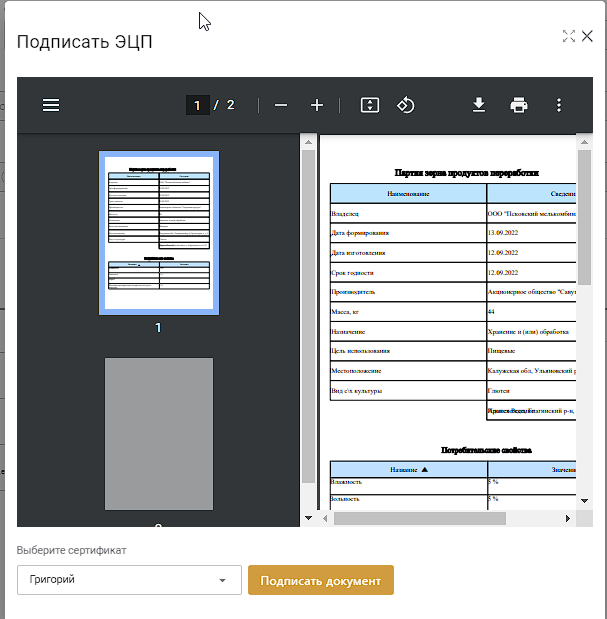 Подписать ЭЦП
1 / 2
1
Партия зерна продуктов переработки
Наименование Сведени
Владелец ООО "Псковский мелькомбин
Дата формирования 13.09.2022
Дата изготовления 12.09.2022
Срок годности 12.09.2022
Производитель Акционерное общество "Савуш
Масса, кг 44
Назначение Хранение и (или) обработка
Цель использования Пищевые
Местоположение Калужская обл, Ульяновский р
Вид с\х культуры Глютен
Потребительские свойства
Название ▲ Значени
Влажность 5 %
Зольность 5 %
Выберите сертификат
Григорий
Подписать документ